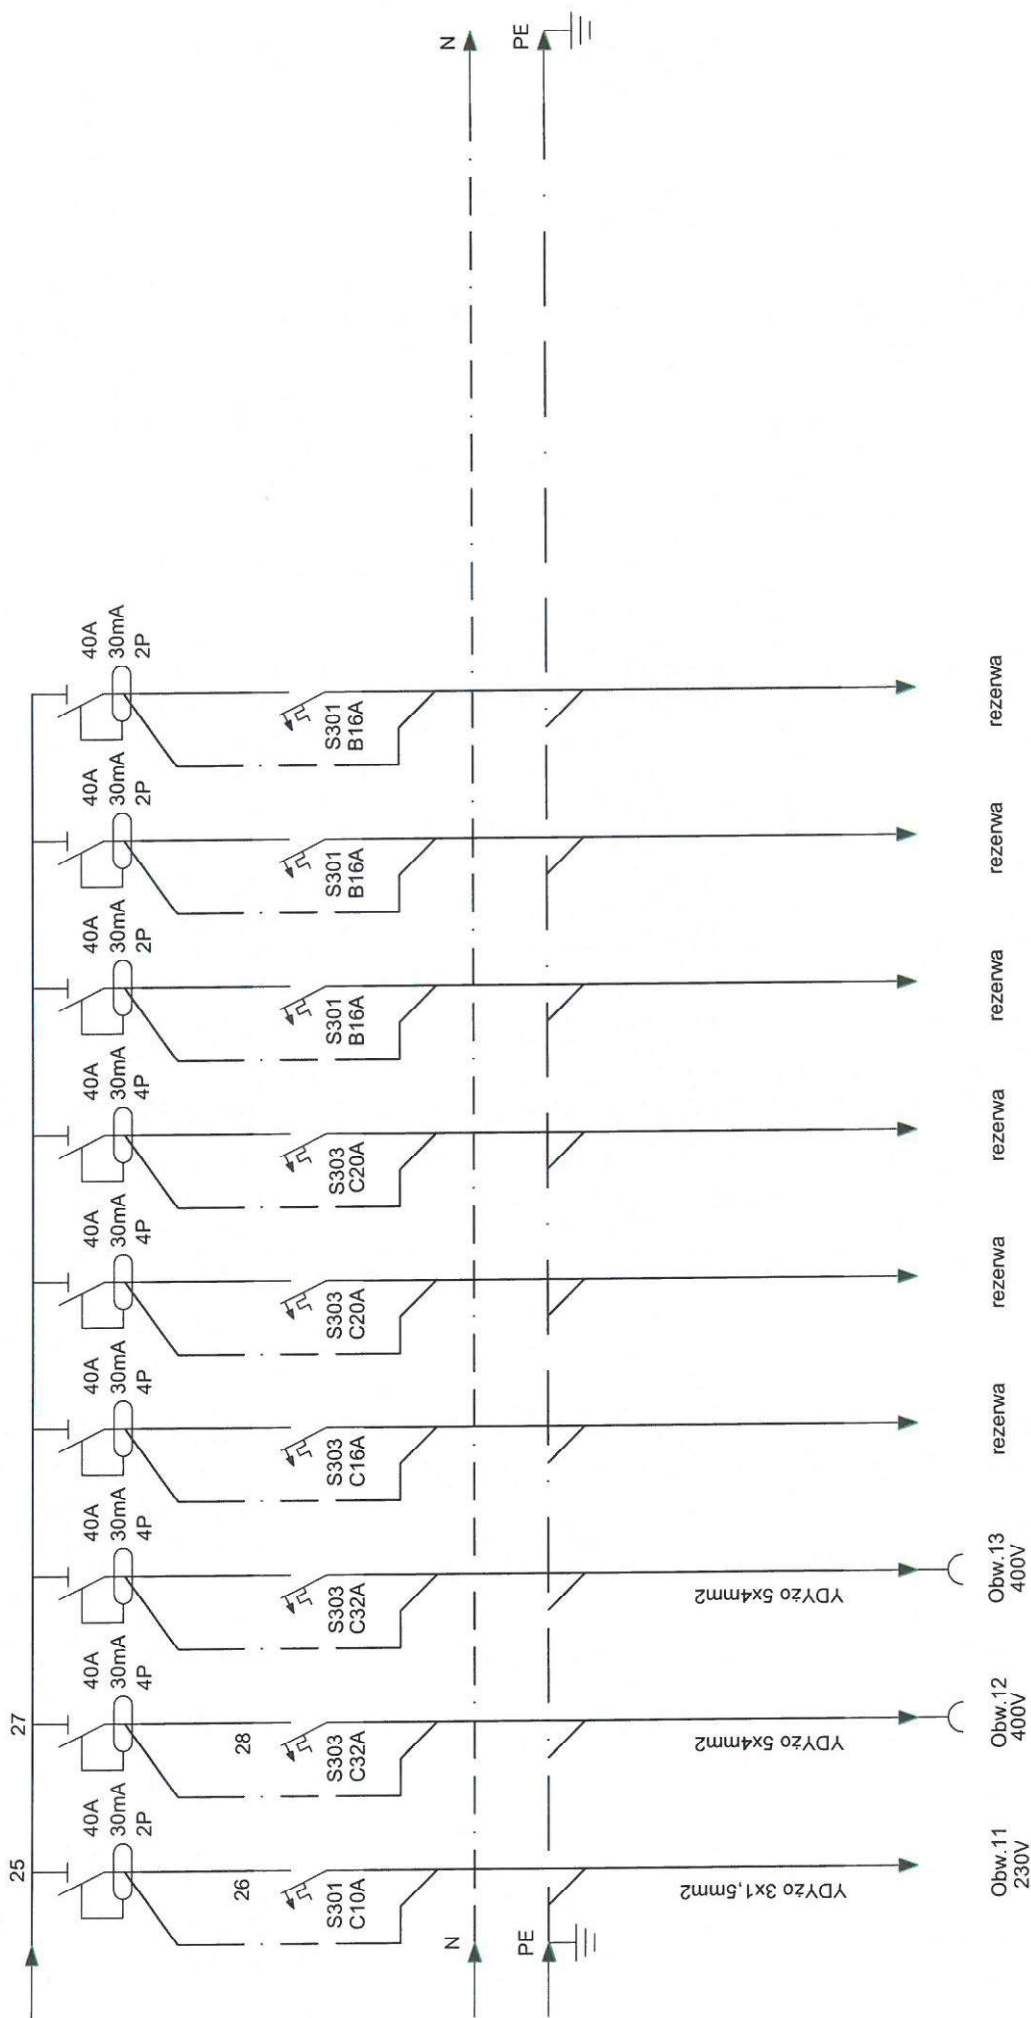 25
27
40A
30mA
2P
40A
30mA
4P
40A
30mA
4P
40A
30mA
4P
40A
30mA
4P
40A
30mA
4P
40A
30mA
2P
40A
30mA
2P
40A
30mA
2P
26
28
S301
C10A
S303
C32A
S303
C32A
S303
C16A
S303
C20A
S303
C20A
S301
B16A
S301
B16A
S301
B16A
N
N
PE
PE
YDYżo 3x1,5mm2
YDYżo 5x4mm2
YDYżo 5x4mm2
Obw.11
230V
Obw.12
400V
Obw.13
400V
rezerwa
rezerwa
rezerwa
rezerwa
rezerwa
rezerwa